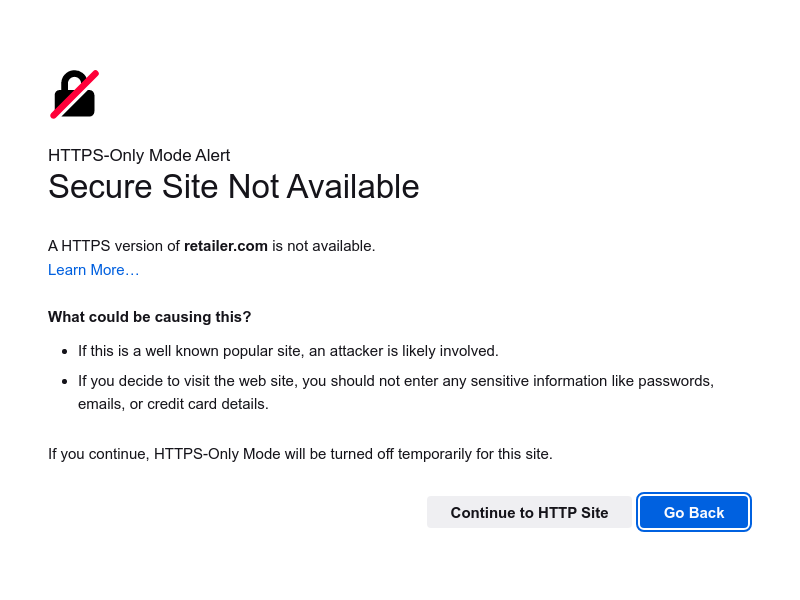 HTTPS-Only Mode Alert
Secure Site Not Available
A HTTPS version of retailer.com is not available.
Learn More…
What could be causing this?
• If this is a well known popular site, an attacker is likely involved.
• If you decide to visit the web site, you should not enter any sensitive information like passwords,
emails, or credit card details.
If you continue, HTTPS-Only Mode will be turned off temporarily for this site.
Continue to HTTP Site
Go Back